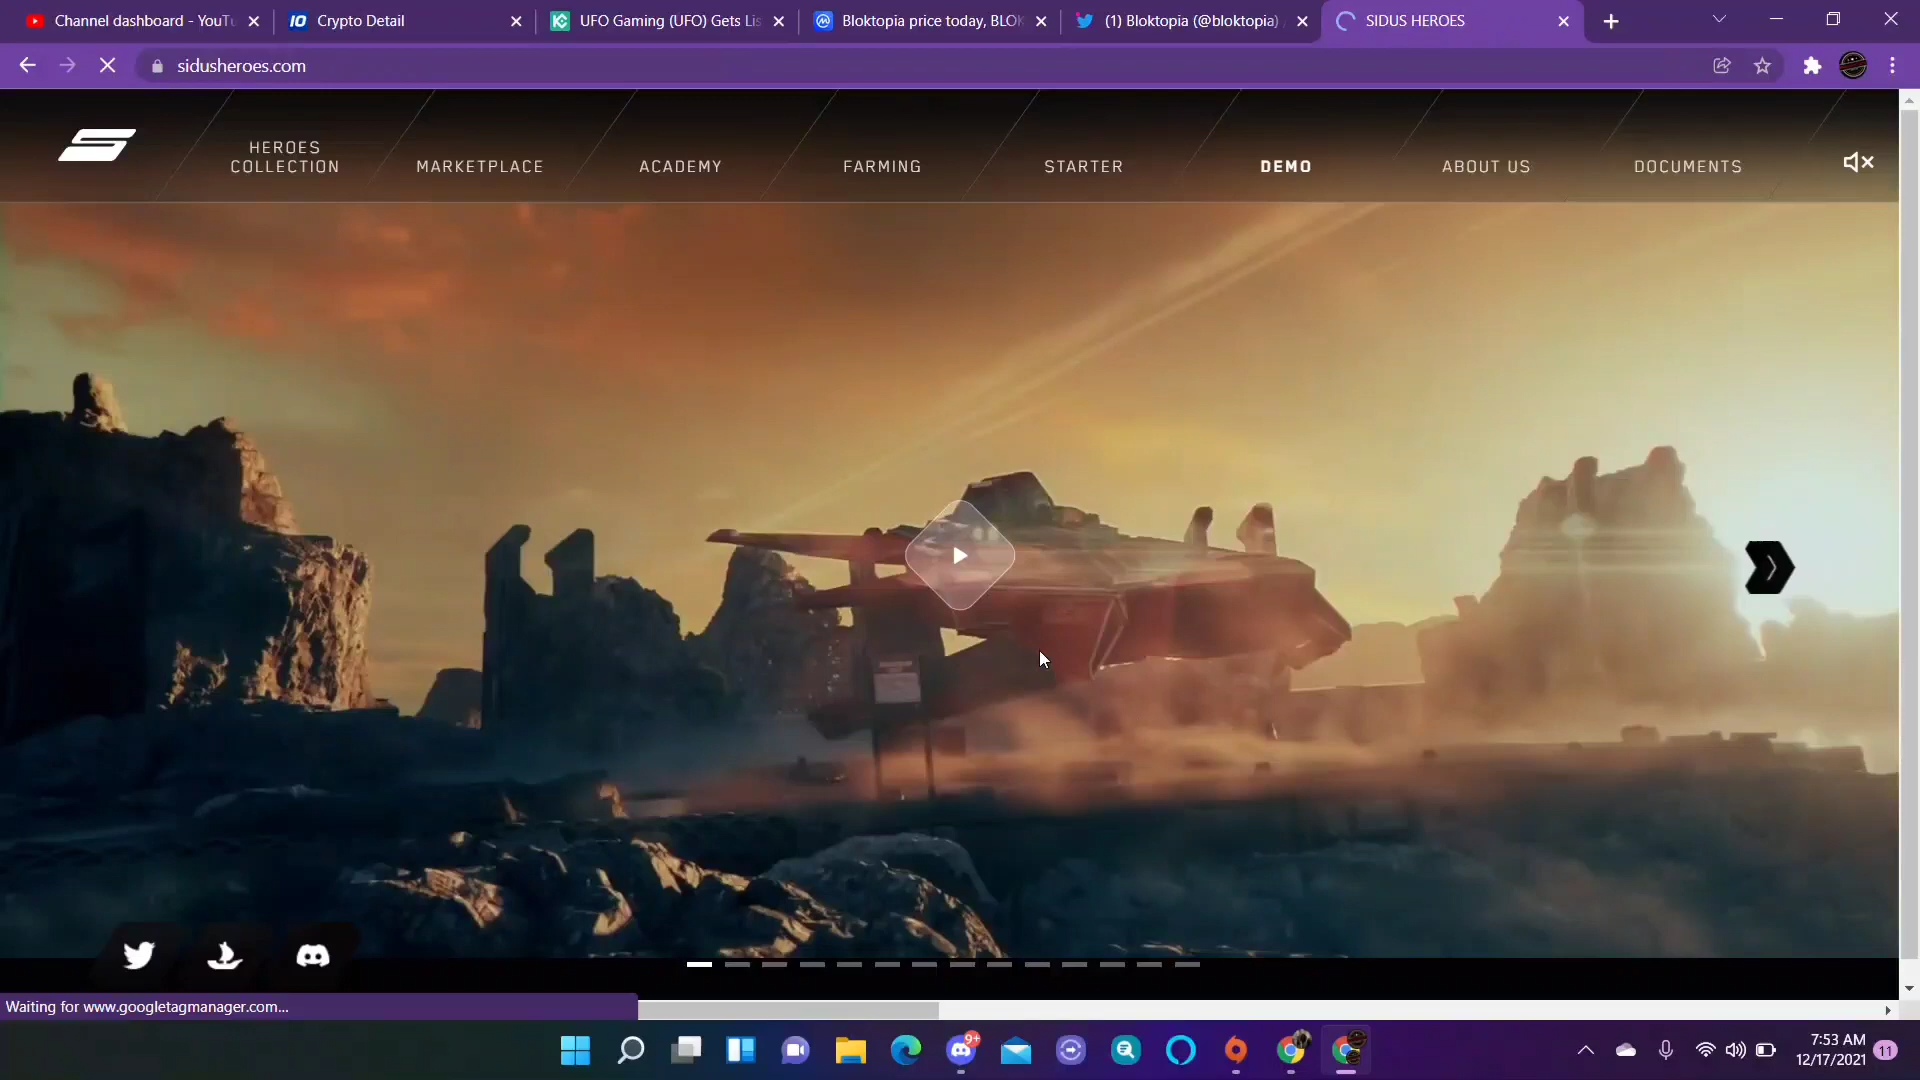 Channel dashboard - YouTu
Crypto Detail
UFO Gaming (UFO) Gets Lis
Bloktopia price today, BLOK
(1) Bloktopia (@bloktopia)
SIDUS HEROES
sidusheroes.com
HEROES
COLLECTION
MARKETPLACE
ACADEMY
FARMING
STARTER
DEMO
ABOUT US
DOCUMENTS
Waiting for www.googletagmanager.com...
9+
7:53 AM
12/17/2021
11